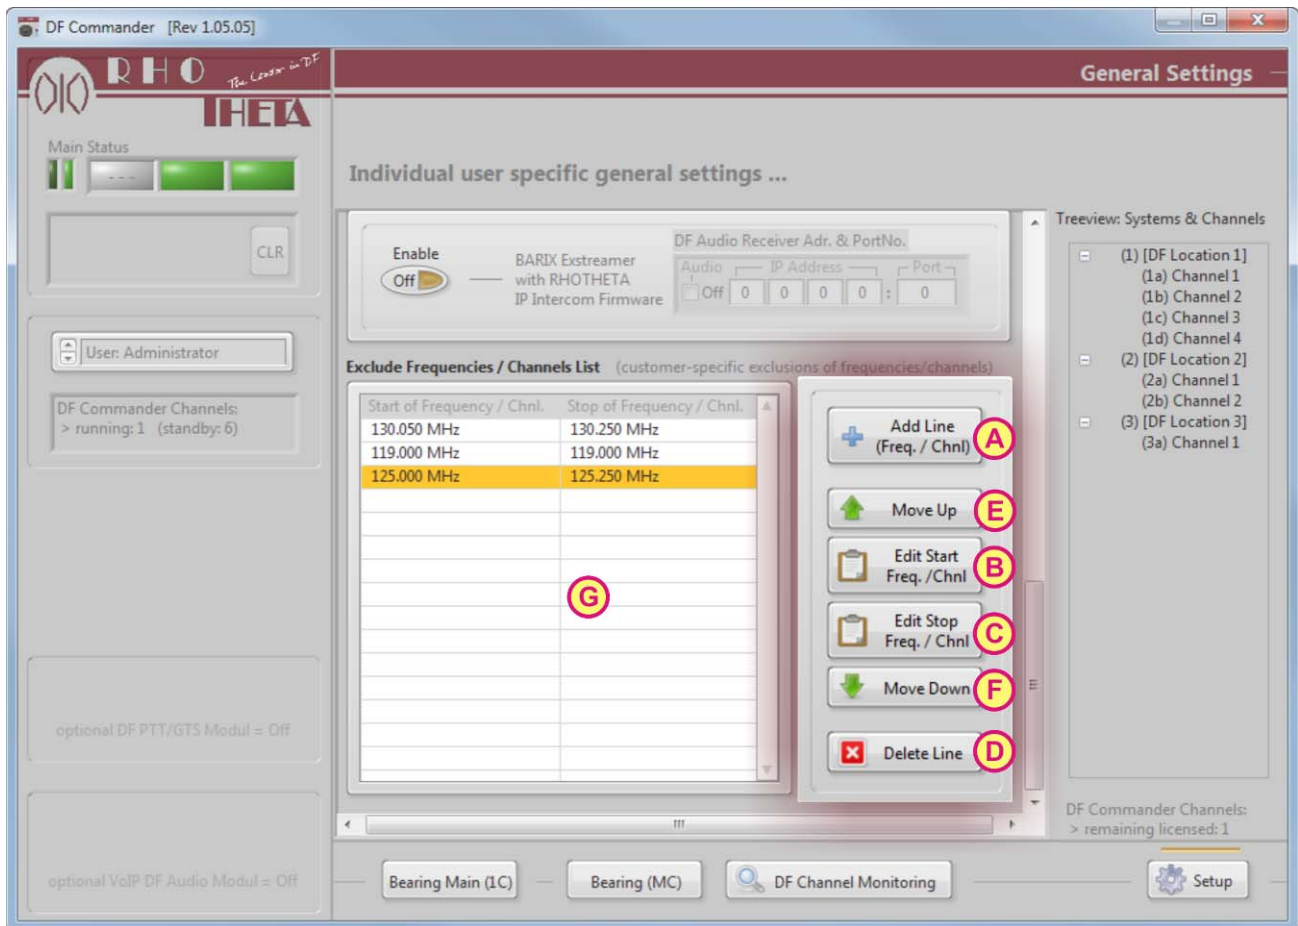 DF Commander [Rev 1.05.05]
RHO
The Leader in DF
THETA
General Settings
Main Status
- - -
Individual user specific general settings ...
CLR
User: Administrator
DF Commander Channels:
> running: 1 (standby: 6)
optional DF PTT/GTS Modul = Off
optional VoIP DF Audio Modul = Off
Enable
Off
BARIX Exstreamer
with RHOTHETA
IP Intercom Firmware
DF Audio Receiver Adr. & PortNo.
Audio IP Address Port
Off 0 0 0 0 : 0
Exclude Frequencies / Channels List (customer-specific exclusions of frequencies/channels)
Start of Frequency / Chnl. Stop of Frequency / Chnl.
130.050 MHz 130.250 MHz
119.000 MHz 119.000 MHz
125.000 MHz 125.250 MHz
G
Add Line
(Freq. / Chnl) A
Move Up E
Edit Start
Freq. /Chnl B
Edit Stop
Freq. / Chnl C
Move Down F
Delete Line D
Treeview: Systems & Channels
(1) [DF Location 1]
(1a) Channel 1
(1b) Channel 2
(1c) Channel 3
(1d) Channel 4
(2) [DF Location 2]
(2a) Channel 1
(2b) Channel 2
(3) [DF Location 3]
(3a) Channel 1
DF Commander Channels:
> remaining licensed: 1
Bearing Main (1C)
Bearing (MC)
DF Channel Monitoring
Setup